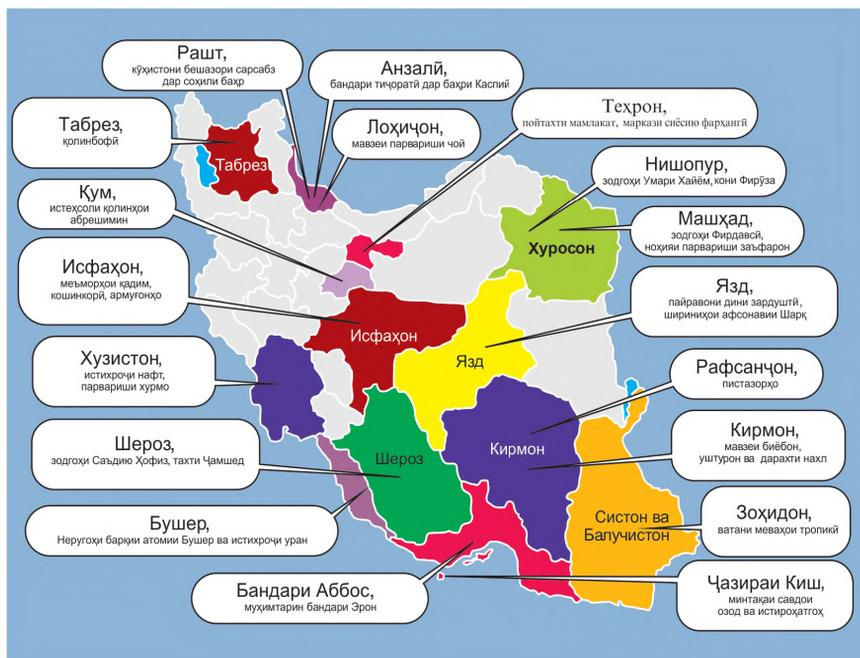 Рашт,
кӯҳистони бешазори сарсабз
дар соҳили баҳр
Анзалӣ,
бандари тиҷоратӣ дар баҳри Каспий
Теҳрон,
пойтахти мамлакат, маркази сиёсию фарҳангӣ
Табрез,
қолинбофӣ
Лоҳиҷон,
мавзеи парвариши чой
Нишопур,
зодгоҳи Умари Хайём, кони Фирӯза
Қум,
истеҳсоли қолинҳои
абрешимин
Машҳад,
зодгоҳи Фирдавсӣ,
ноҳияи парвариши заъфарон
Исфаҳон,
меъморҳои қадим,
кошинкорӣ, армуғонҳо
Язд,
пайравони дини зардуштӣ,
шириниҳои афсонавии Шарқ
Хузистон,
истихроҷи нафт,
парвариши хурмо
Рафсанҷон,
пистазорҳо
Шероз,
зодгоҳи Саъдию Ҳофиз, тахти Ҷамшед
Кирмон,
мавзеи биёбон,
уштурон ва дарахти нахл
Бушер,
Неругоҳи барқии атомии Бушер ва истихроҷи уран
Зоҳидон,
ватани меваҳои тропикӣ
Бандари Аббос,
муҳимтарин бандари Эрон
Ҷазираи Киш,
минтақаи савдои
озод ва истироҳатгоҳ
Табрез
Хуросон
Исфаҳон
Язд
Шероз
Кирмон
Систон ва
Балучистон